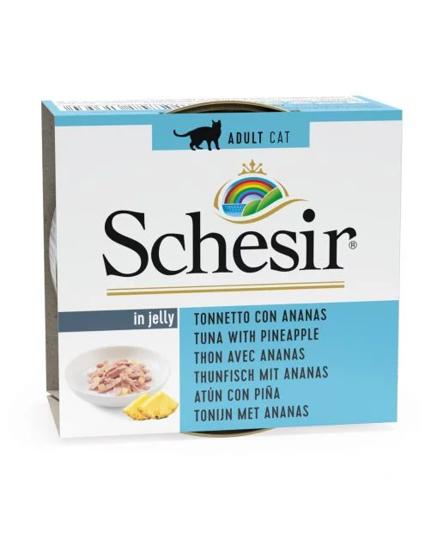 ADULT CAT
Schesir®
in jelly
TONNETTO CON ANANAS
TUNA WITH PINEAPPLE
THON AVEC ANANAS
THUNFISCH MIT ANANAS
ATÚN CON PIÑA
TONIJN MET ANANAS